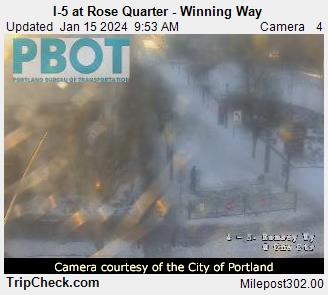 I-5 at Rose Quarter - Winning Way
Updated Jan 15 2024 9:53 AM Camera 4
PBOT
PORTLAND BUREAU OF TRANSPORTATION
Camera courtesy of the City of Portland
TripCheck.com Milepost302.00